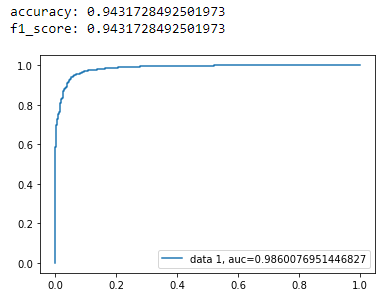 accuracy: 0.9431728492501973
f1_score: 0.9431728492501973
1.0
0.8
0.6
0.4
0.2
0.0
data 1, auc=0.9860076951446827
0.0 0.2 0.4 0.6 0.8 1.0